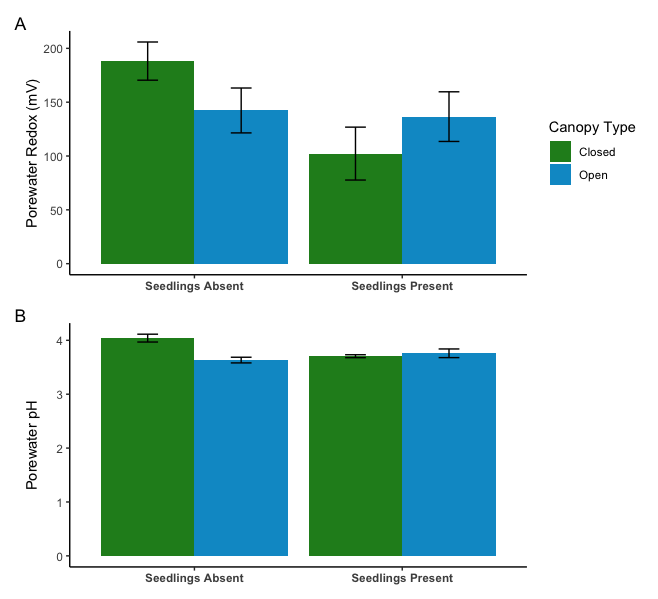 A
Porewater Redox (mV)
200
150
100
50
0
Seedlings Absent
Seedlings Present
Canopy Type
Closed
Open
B
Porewater pH
4
3
2
1
0
Seedlings Absent
Seedlings Present